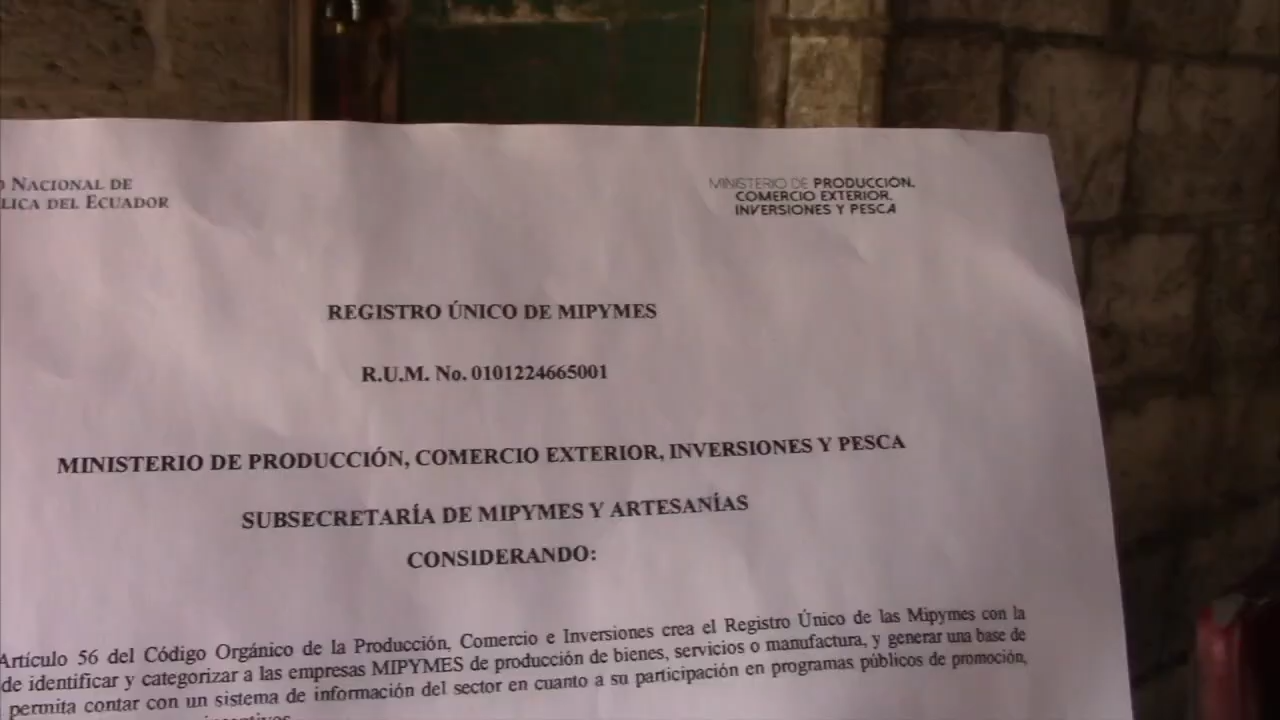 NACIONAL DE
LICA DEL ECUADOR
MINISTERIO DE PRODUCCIÓN,
COMERCIO EXTERIOR,
INVERSIONES Y PESCA
REGISTRO ÚNICO DE MIPYMES
R.U.M. No. 0101224665001
MINISTERIO DE PRODUCCIÓN, COMERCIO EXTERIOR, INVERSIONES Y PESCA
SUBSECRETARÍA DE MIPYMES Y ARTESANÍAS
CONSIDERANDO:
Artículo 56 del Código Orgánico de la Producción, Comercio e Inversiones crea el Registro Único de las Mipymes con la
de identificar y categorizar a las empresas MIPYMES de producción de bienes, servicios o manufactura, y generar una base de
permita contar con un sistema de información del sector en cuanto a su participación en programas públicos de promoción,